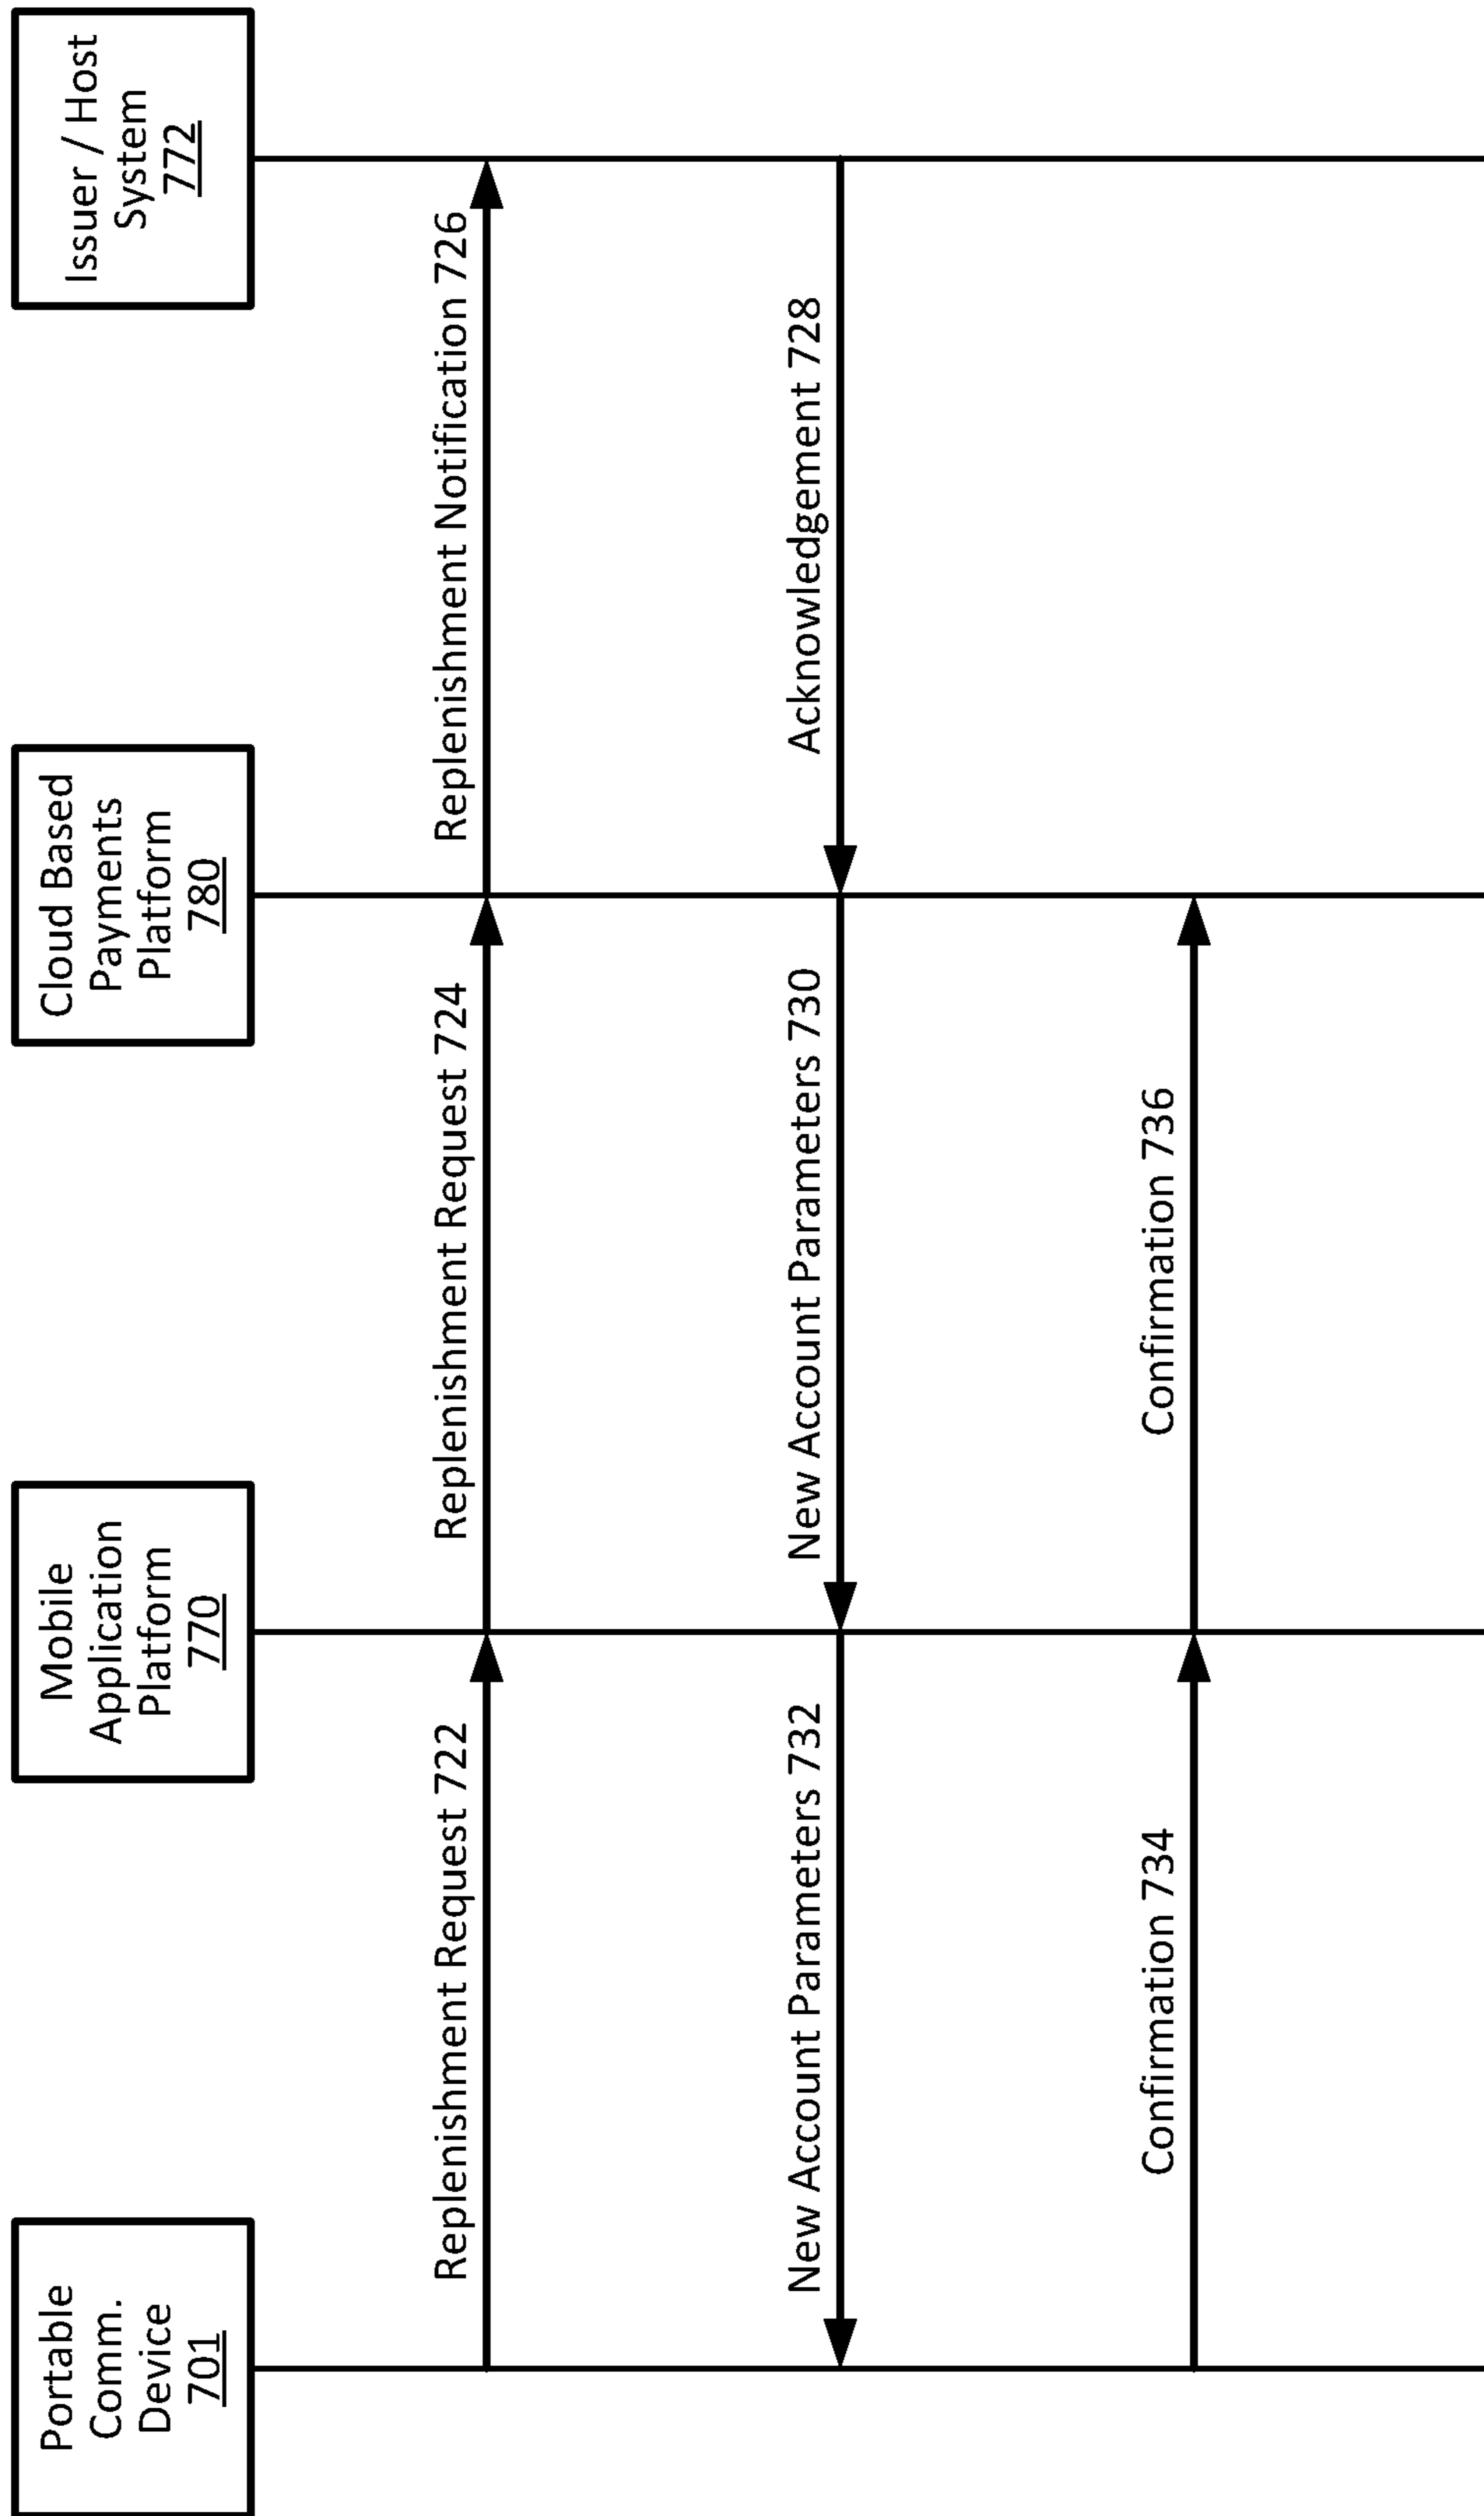 Portable
Comm.
Device
701
Mobile
Application
Platform
770
Cloud Based
Payments
Platform
780
Issuer / Host
System
772
Replenishment Request 722
Replenishment Request 724
Replenishment Notification 726
New Account Parameters 732
New Account Parameters 730
Acknowledgement 728
Confirmation 734
Confirmation 736